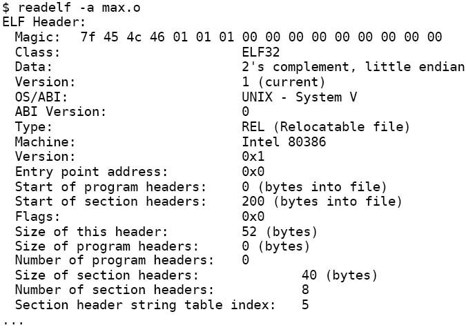 $ readelf -a max.o
ELF Header:
  Magic:   7f 45 4c 46 01 01 01 00 00 00 00 00 00 00 00 00
  Class:                             ELF32
  Data:                              2's complement, little endian
  Version:                           1 (current)
  OS/ABI:                            UNIX - System V
  ABI Version:                       0
  Type:                              REL (Relocatable file)
  Machine:                           Intel 80386
  Version:                           0x1
  Entry point address:               0x0
  Start of program headers:          0 (bytes into file)
  Start of section headers:          200 (bytes into file)
  Flags:                             0x0
  Size of this header:               52 (bytes)
  Size of program headers:           0 (bytes)
  Number of program headers:         0
  Size of section headers:           40 (bytes)
  Number of section headers:         8
  Section header string table index: 5
...